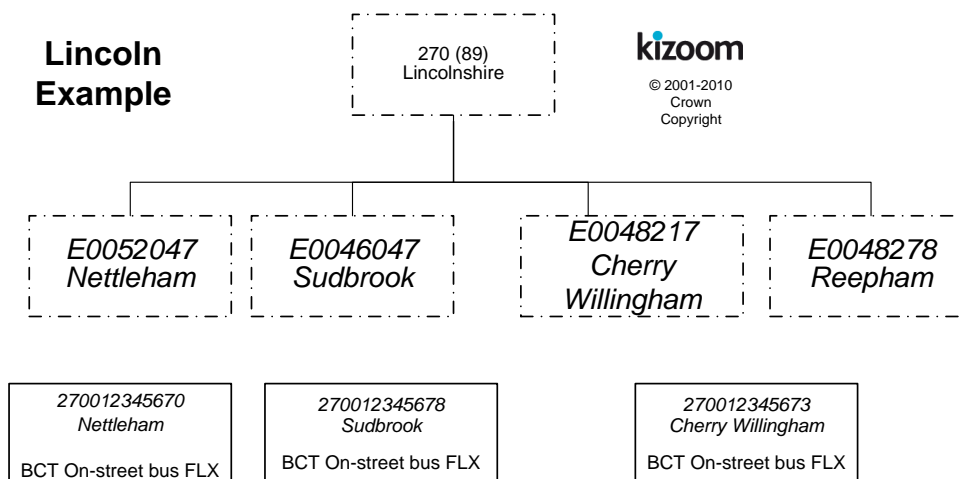 Lincoln
Example
270 (89)
Lincolnshire
kizoom
© 2001-2010
Crown
Copyright
E0052047
Nettleham
E0046047
Sudbrook
E0048217
Cherry
Willingham
E0048278
Reepham
270012345670
Nettleham
BCT On-street bus FLX
270012345678
Sudbrook
BCT On-street bus FLX
270012345673
Cherry Willingham
BCT On-street bus FLX